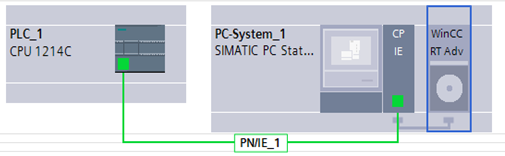 PLC_1
CPU 1214C
PC-System_1
SIMATIC PC Stat...
CP
IE
WinCC
RT Adv
PN/IE_1